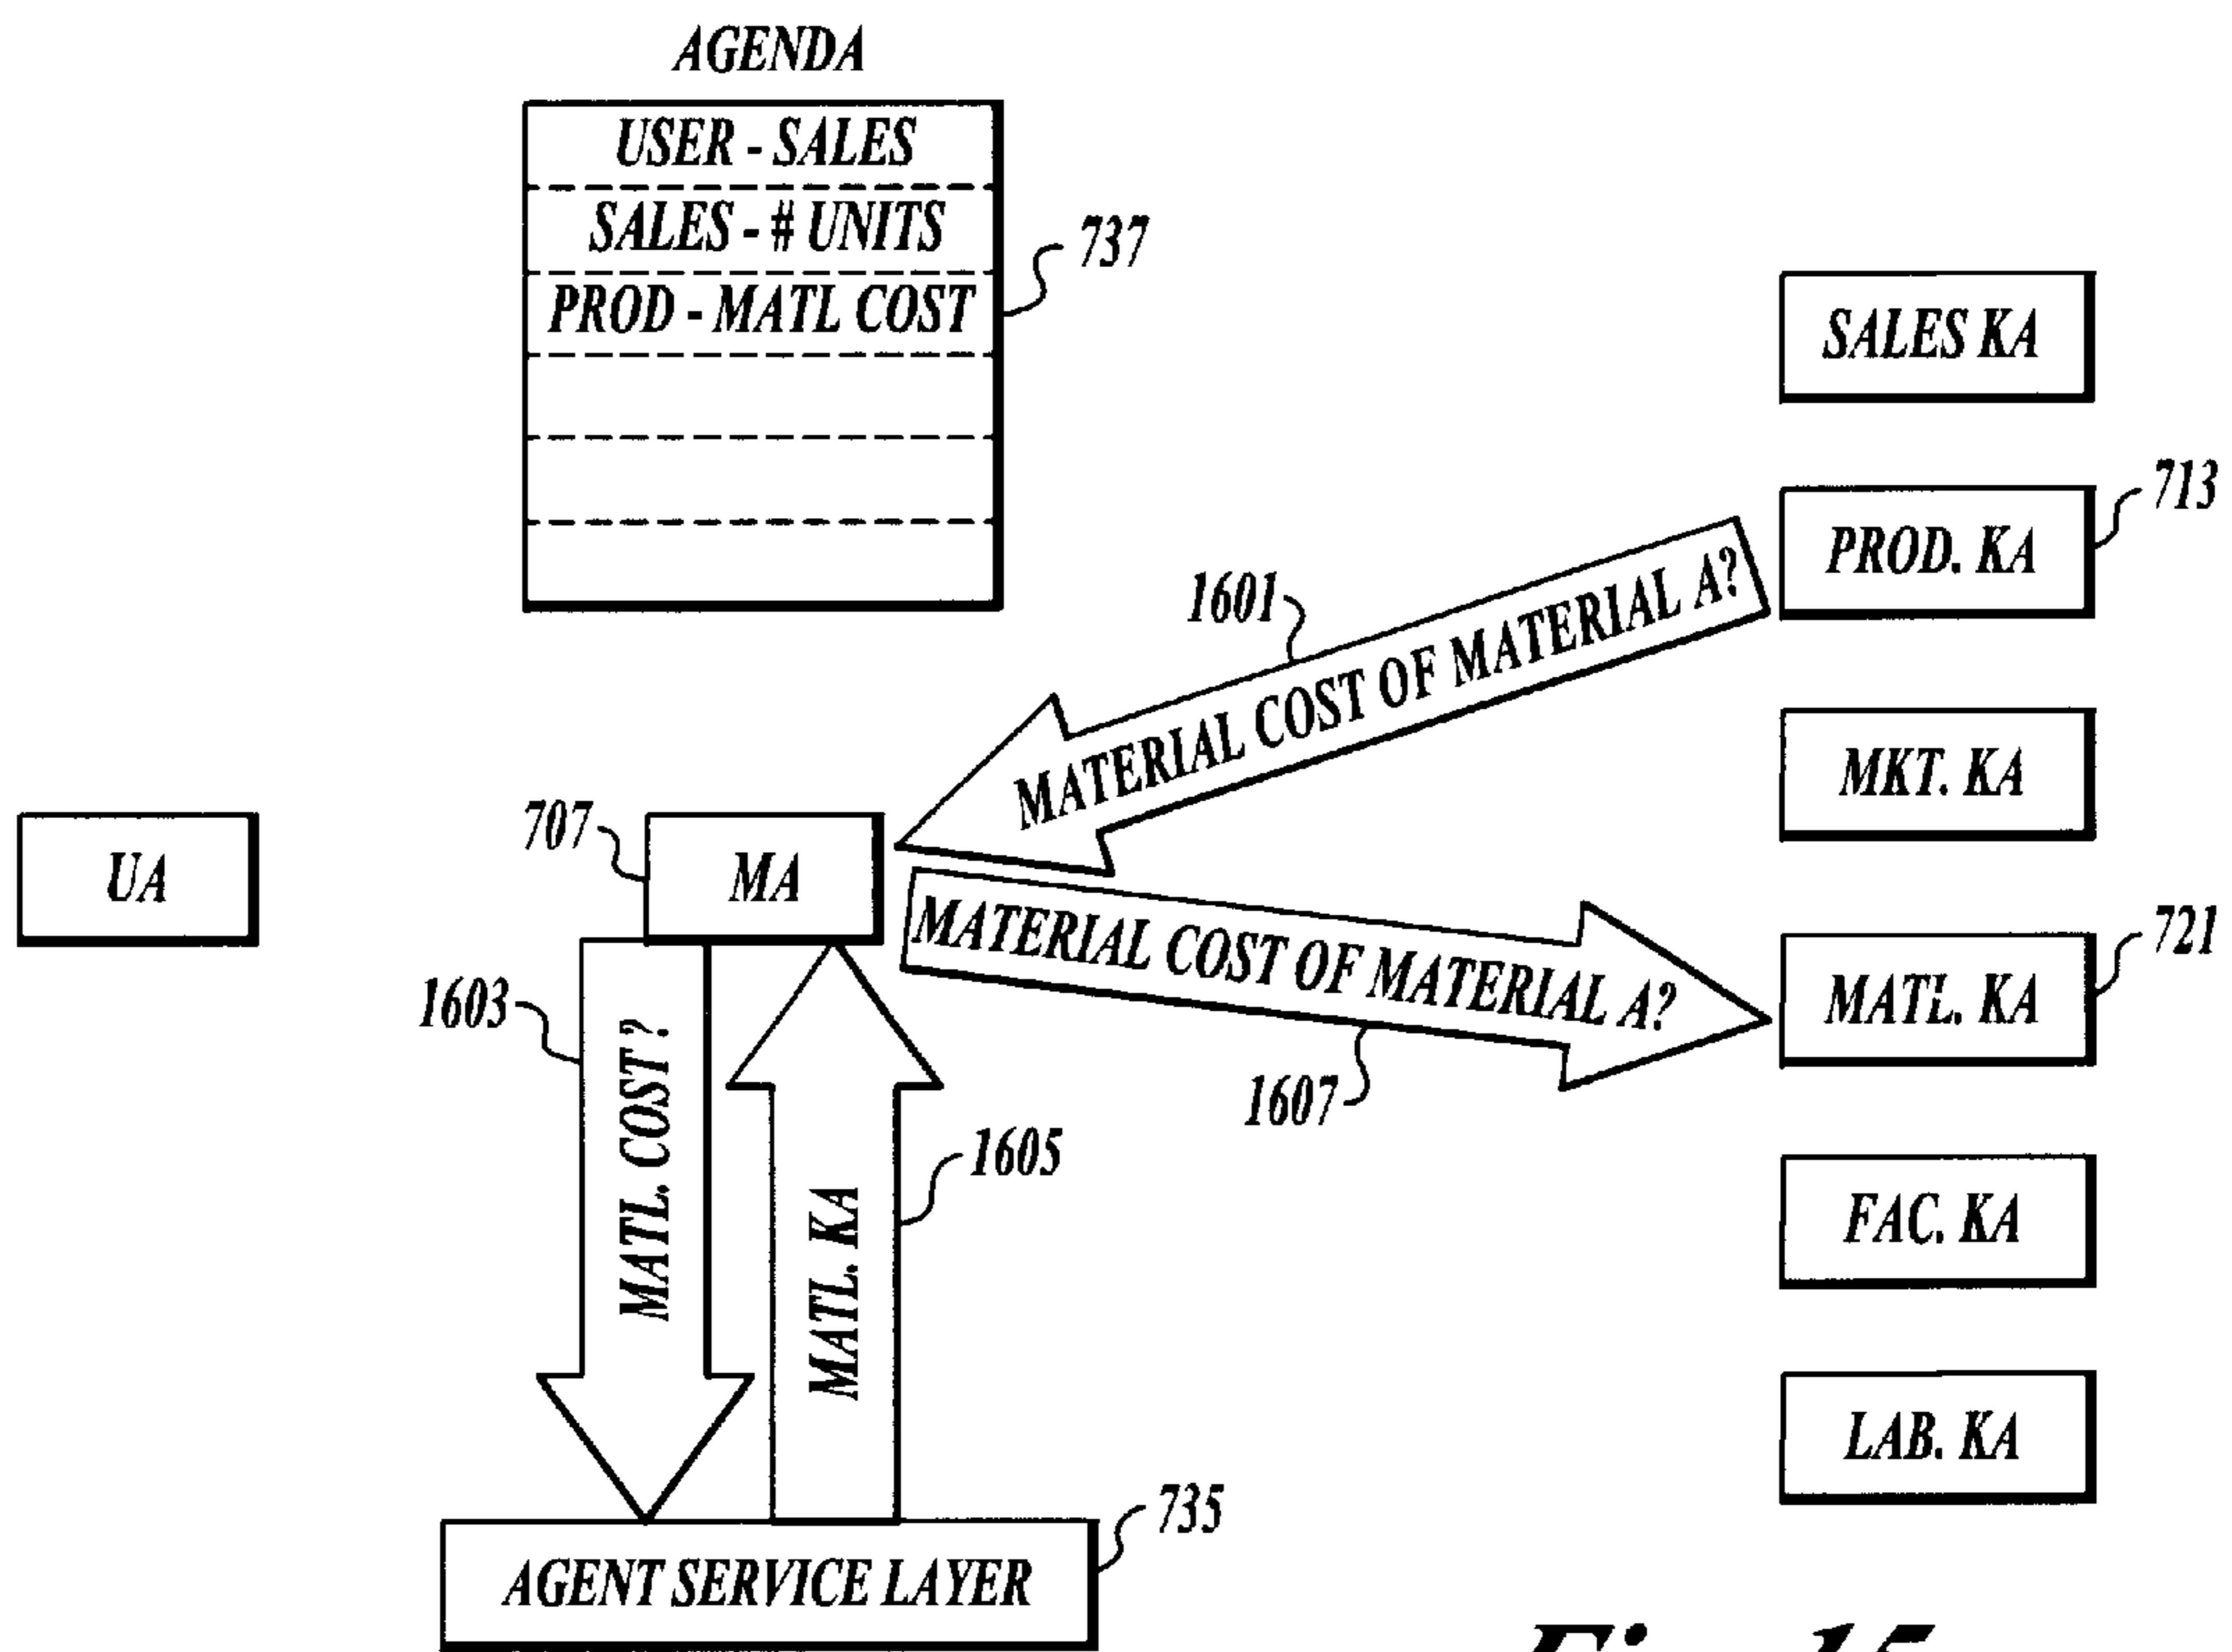 AGENDA
USER - SALES
SALES - # UNITS
PROD - MATL COST
737
SALES KA
PROD. KA
713
1601
MATERIAL COST OF MATERIAL A?
MKT. KA
UA
707
MA
MATERIAL COST OF MATERIAL A?
1607
MATL. KA
721
1603
MATL. COST?
MATL. KA
1605
FAC. KA
LAB. KA
AGENT SERVICE LAYER
735